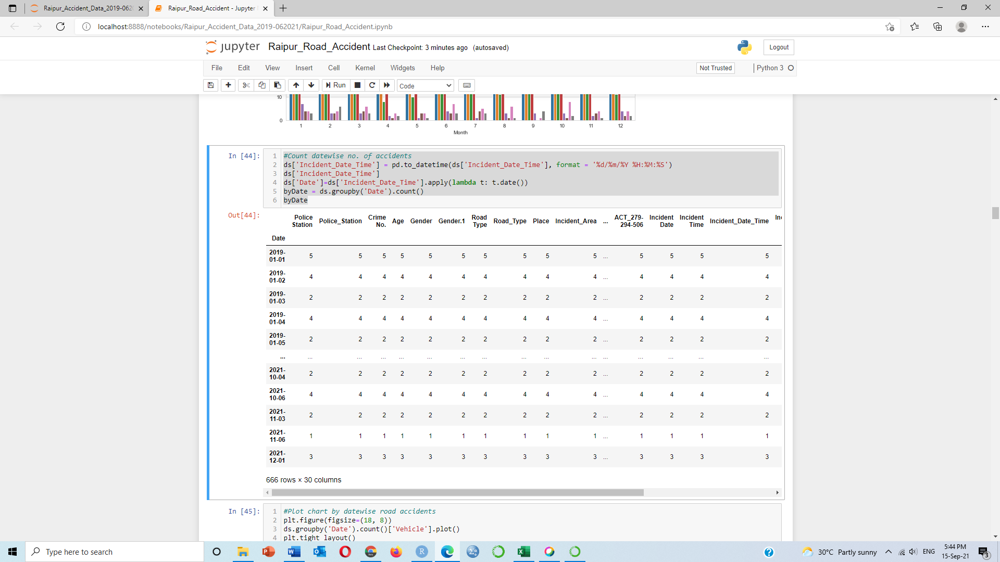 Raipur_Accident_Data_2019-062
Raipur_Road_Accident - Jupyter
localhost:8888/notebooks/Raipur_Accident_Data_2019-062021/Raipur_Road_Accident.ipynb
jupyter Raipur_Road_Accident Last Checkpoint: 3 minutes ago (autosaved)
Logout
File Edit View Insert Cell Kernel Widgets Help
Not Trusted
Python 3
Run
Code
10
0
1 2 3 4 5 6 7 8 9 10 11 12
Month
In [44]:
1 #Count datewise no. of accidents
2 ds['Incident_Date_Time'] = pd.to_datetime(ds['Incident_Date_Time'], format = '%d/%m/%Y %H:%M:%S')
3 ds['Incident_Date_Time']
4 ds['Date']=ds['Incident_Date_Time'].apply(lambda t: t.date())
5 byDate = ds.groupby('Date').count()
6 byDate
Out[44]:
Police Station Police_Station Crime No. Age Gender Gender.1 Road Type Road_Type Place Incident_Area ... ACT_279-294-506 Incident Date Incident Time Incident_Date_Time
Date
2019-01-01 5 5 5 5 5 5 5 5 5 5 ... 5 5 5 5
2019-01-02 4 4 4 4 4 4 4 4 4 4 ... 4 4 4 4
2019-01-03 2 2 2 2 2 2 2 2 2 2 ... 2 2 2 2
2019-01-04 4 4 4 4 4 4 4 4 4 4 ... 4 4 4 4
2019-01-05 2 2 2 2 2 2 2 2 2 2 ... 2 2 2 2
... ... ... ... ... ... ... ... ... ... ... ... ... ... ... ...
2021-10-04 2 2 2 2 2 2 2 2 2 2 ... 2 2 2 2
2021-10-06 4 4 4 4 4 4 4 4 4 4 ... 4 4 4 4
2021-11-03 2 2 2 2 2 2 2 2 2 2 ... 2 2 2 2
2021-11-06 1 1 1 1 1 1 1 1 1 1 ... 1 1 1 1
2021-12-01 3 3 3 3 3 3 3 3 3 3 ... 3 3 3 3
666 rows × 30 columns
In [45]:
1 #Plot chart by datewise road accidents
2 plt.figure(figsize=(18, 8))
3 ds.groupby('Date').count()['Vehicle'].plot()
4 plt.tight_layout()
Type here to search
30°C Partly sunny
ENG
5:44 PM
15-Sep-21
3